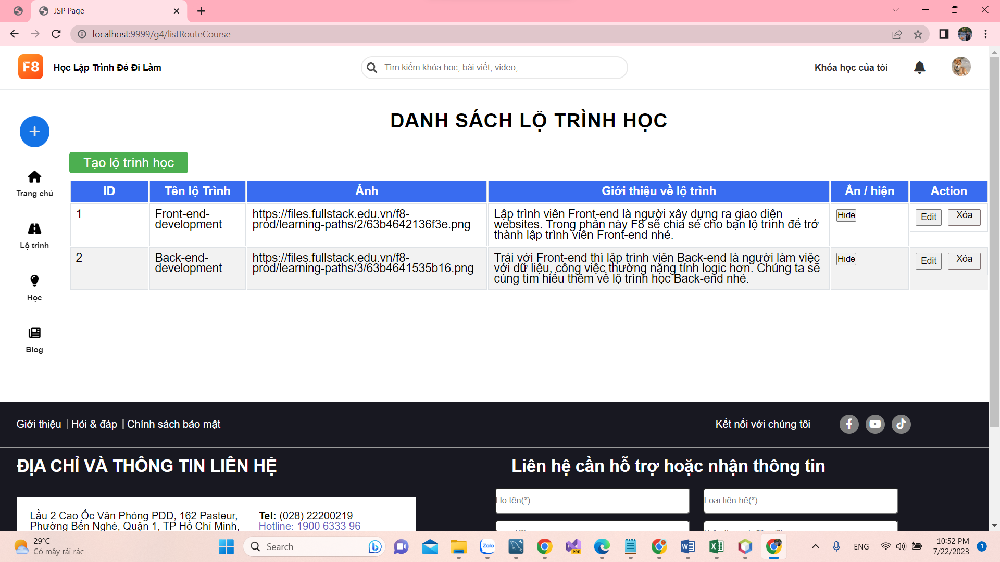 JSP Page
localhost:9999/g4/listRouteCourse
F8
Học Lập Trình Để Đi Làm
Tìm kiếm khóa học, bài viết, video, ...
Khóa học của tôi
DANH SÁCH LỘ TRÌNH HỌC
Trang chủ
Lộ trình
Học
Blog
Tạo lộ trình học
ID
Tên lộ Trình
Ảnh
Giới thiệu về lộ trình
Ẩn / hiện
Action
1
Front-end-
development
https://files.fullstack.edu.vn/f8-
prod/learning-paths/2/63b4642136f3e.png
Lập trình viên Front-end là người xây dựng ra giao diện
websites. Trong phần này F8 sẽ chia sẻ cho bạn lộ trình để trở
thành lập trình viên Front-end nhé.
Hide
Edit
Xóa
2
Back-end-
development
https://files.fullstack.edu.vn/f8-
prod/learning-paths/3/63b4641535b16.png
Trái với Front-end thì lập trình viên Back-end là người làm việc
với dữ liệu, công việc thường nặng tính logic hơn. Chúng ta sẽ
cùng tìm hiểu thêm về lộ trình học Back-end nhé.
Hide
Edit
Xóa
Giới thiệu
Hỏi & đáp
Chính sách bảo mật
Kết nối với chúng tôi
ĐỊA CHỈ VÀ THÔNG TIN LIÊN HỆ
Liên hệ cần hỗ trợ hoặc nhận thông tin
Lầu 2 Cao Ốc Văn Phòng PDD, 162 Pasteur,
Phường Bến Nghé, Quận 1, TP Hồ Chí Minh,
Tel: (028) 22200219
Hotline: 1900 6333 96
Họ tên(*)
Loại liên hệ(*)
29°C
Có mây rải rác
Search
Zalo
PRE
ENG
10:52 PM
7/22/2023
1